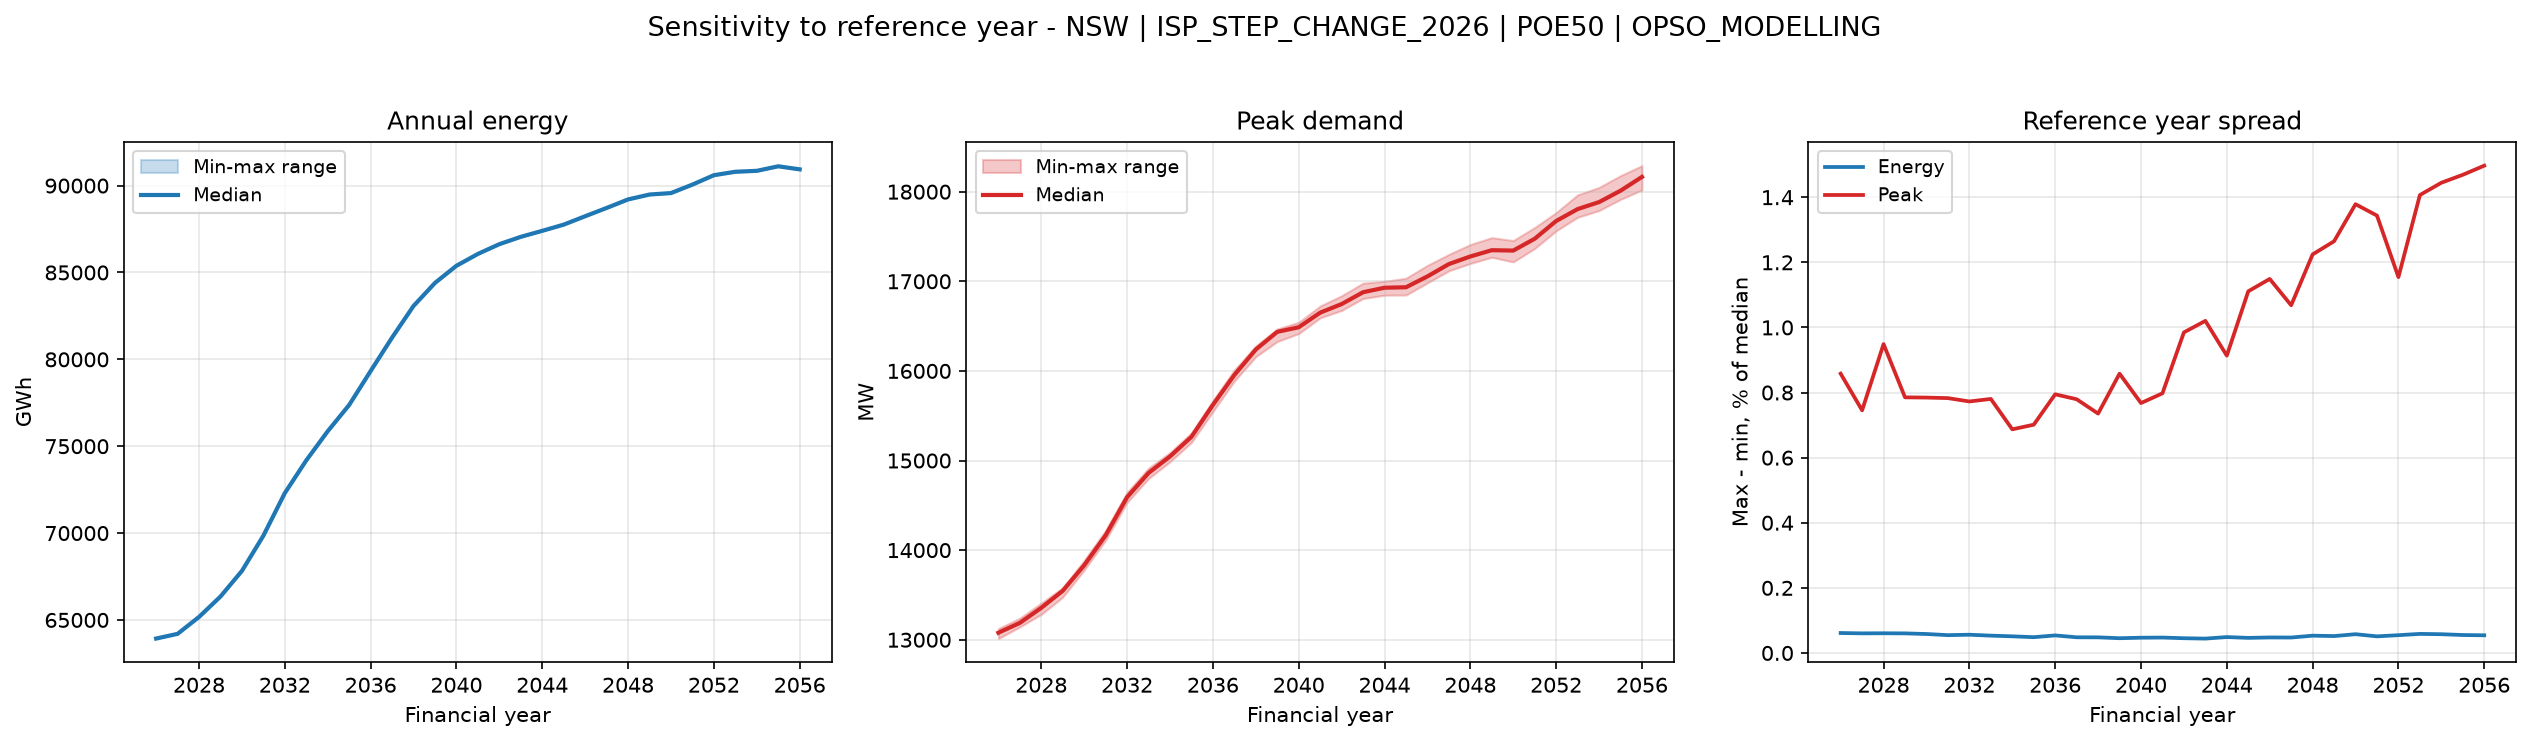 Sensitivity to reference year - NSW | ISP_STEP_CHANGE_2026 | POE50 | OPSO_MODELLING
Annual energy
Min-max range
Median
GWh
90000
85000
80000
75000
70000
65000
2028 2032 2036 2040 2044 2048 2052 2056
Financial year
Peak demand
Min-max range
Median
MW
18000
17000
16000
15000
14000
13000
2028 2032 2036 2040 2044 2048 2052 2056
Financial year
Reference year spread
Energy
Peak
Max - min, % of median
1.4
1.2
1.0
0.8
0.6
0.4
0.2
0.0
2028 2032 2036 2040 2044 2048 2052 2056
Financial year